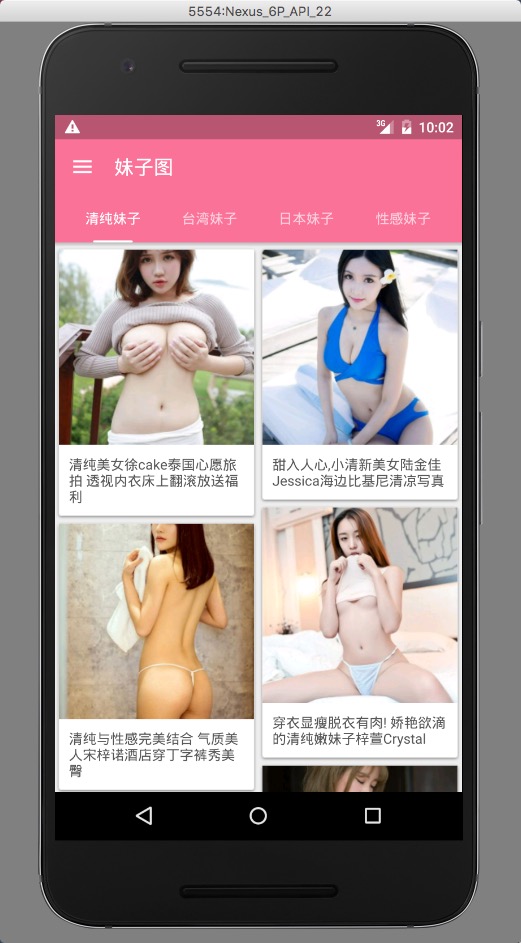 5554:Nexus_6P_API_22
3G 10:02
妹子图
清纯妹子 台湾妹子 日本妹子 性感妹子
清纯美女徐cake泰国心愿旅
拍 透视内衣床上翻滚放送福
利
甜入人心,小清新美女陆金佳
Jessica海边比基尼清凉写真
清纯与性感完美结合 气质美
人宋梓诺酒店穿丁字裤秀美
臀
穿衣显瘦脱衣有肉! 娇艳欲滴
的清纯嫩妹子梓萱Crystal